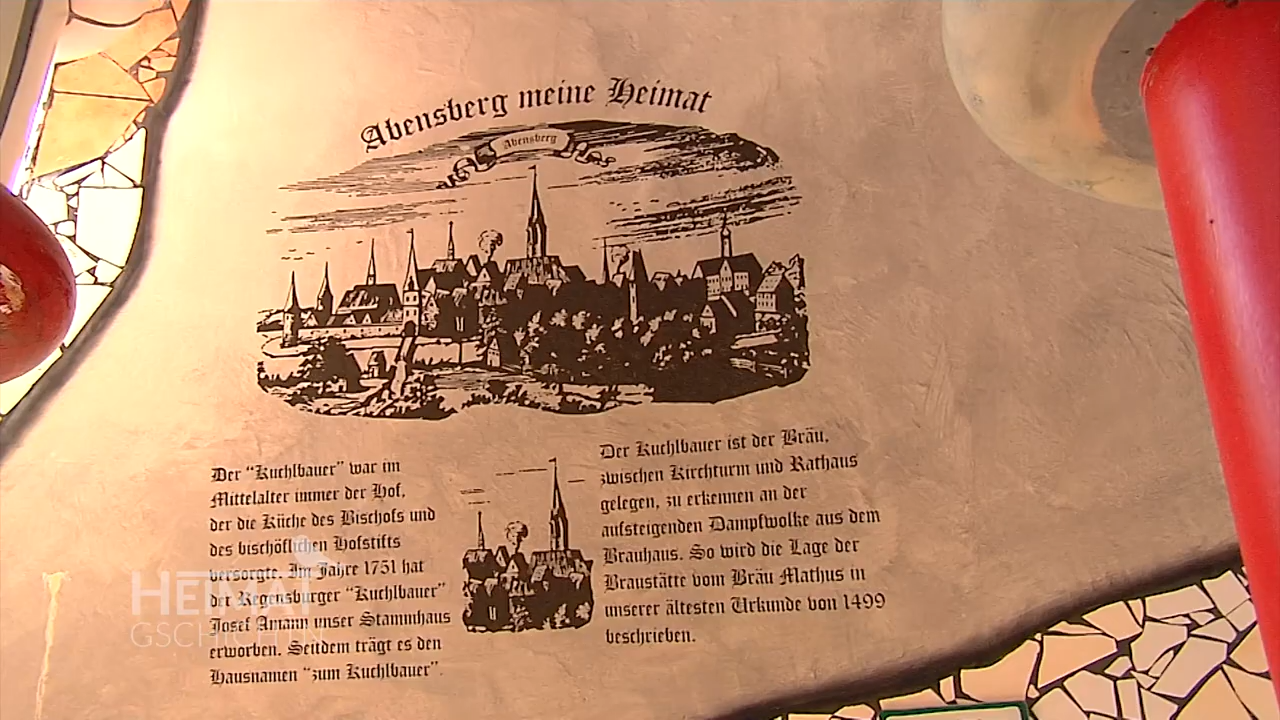 Abensberg meine Heimat
Abensberg
Der "Kuchlbauer" war im
Mittelalter immer der Hof,
der die Küche des Bischofs und
des bischöflichen Hofstifts
versorgte. Im Jahre 1751 hat
der Regensburger "Kuchlbauer"
Josef Amann unser Stammhaus
erworben. Seitdem trägt es den
Hausnamen "zum Kuchlbauer".
Der Kuchlbauer ist der Bräu,
zwischen Kirchturm und Rathaus
gelegen, zu erkennen an der
aufsteigenden Dampfwolke aus dem
Brauhaus. So wird die Lage der
Braustätte vom Bräu Mathus in
unserer ältesten Urkunde von 1499
beschrieben.
HEIMAT
GSCHICHTN